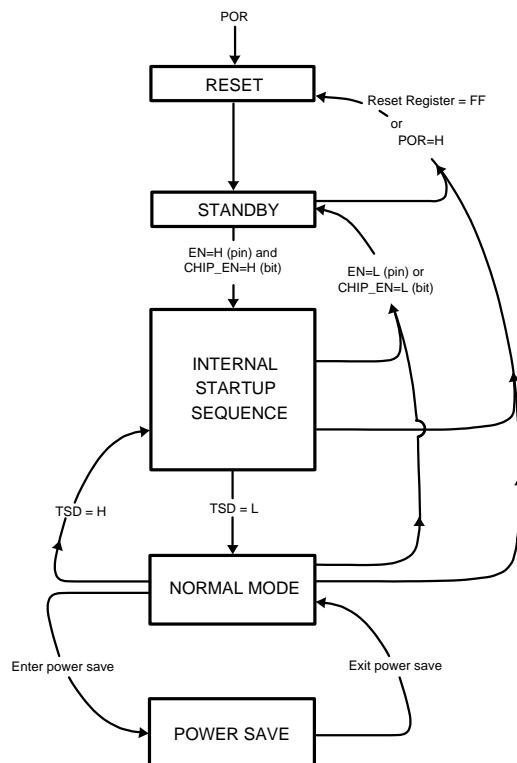 POR
RESET
Reset Register = FF
or
POR=H
STANDBY
EN=H (pin) and
CHIP_EN=H (bit)
EN=L (pin) or
CHIP_EN=L (bit)
INTERNAL
STARTUP
SEQUENCE
TSD = H
TSD = L
NORMAL MODE
Enter power save
Exit power save
POWER SAVE